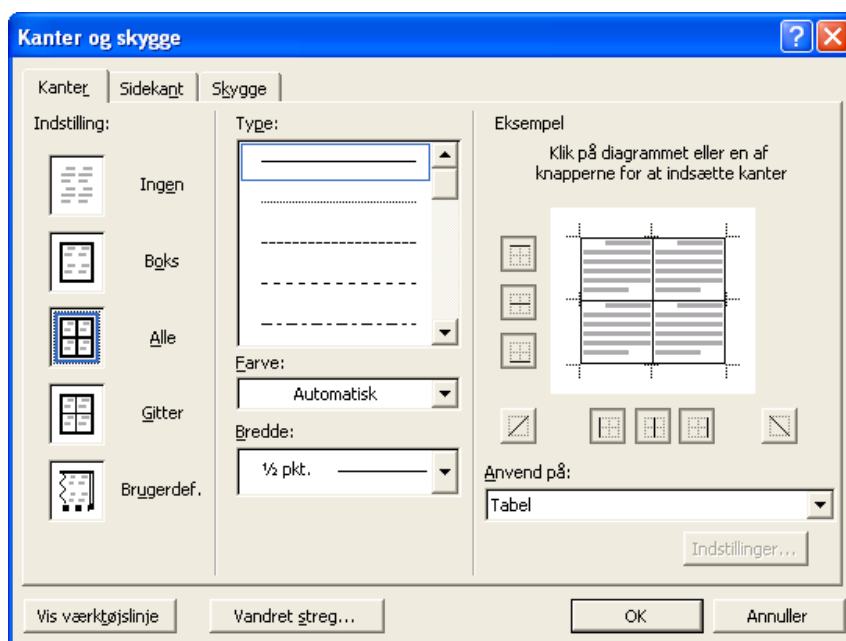 Kanter og skygge
Kanter Sidekant Skygge
Indstilling:
Ingen
Boks
Alle
Gitter
Brugerdef.
Type:
Farve:
Automatisk
Bredde:
½ pkt.
Eksempel
Klik på diagrammet eller en af
knapperne for at indsætte kanter
Anvend på:
Tabel
Indstillinger...
Vis værktøjslinje Vandret streg... OK Annuller